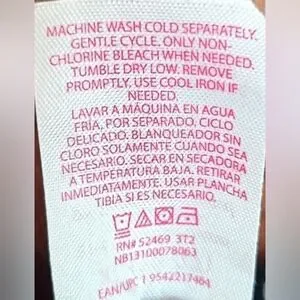 MACHINE WASH COLD SEPARATELY.
GENTLE CYCLE. ONLY NON-
CHLORINE BLEACH WHEN NEEDED.
TUMBLE DRY LOW. REMOVE
PROMPTLY. USE COOL IRON IF
NEEDED.
LAVAR A MÁQUINA EN AGUA
FRÍA, POR SEPARADO. CICLO
DELICADO. BLANQUEADOR SIN
CLORO SOLAMENTE CUANDO SEA
NECESARIO. SECAR EN SECADORA
A TEMPERATURA BAJA. RETIRAR
INMEDIATAMENTE. USAR PLANCHA
TIBIA SI ES NECESARIO.
RN# 52469 3T2
NB13100078063
EAN/UPC 1 9542217464